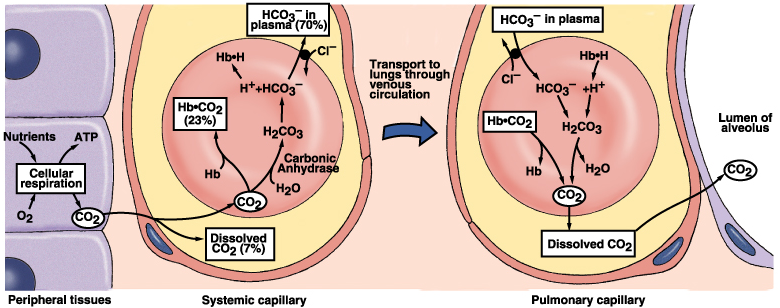 HCO3⁻ in
plasma (70%)
Cl⁻
Hb•H
H⁺+HCO3⁻
Hb•CO2
(23%)
H2CO3
Hb
Carbonic
Anhydrase
H2O
CO2
Nutrients
ATP
Cellular
respiration
O2
CO2
Dissolved
CO2 (7%)
Transport to
lungs through
venous
circulation
HCO3⁻ in plasma
Cl⁻
Hb•H
HCO3⁻ +H⁺
Hb•CO2
H2CO3
Hb
H2O
CO2
Dissolved CO2
Lumen of
alveolus
CO2
Peripheral tissues
Systemic capillary
Pulmonary capillary